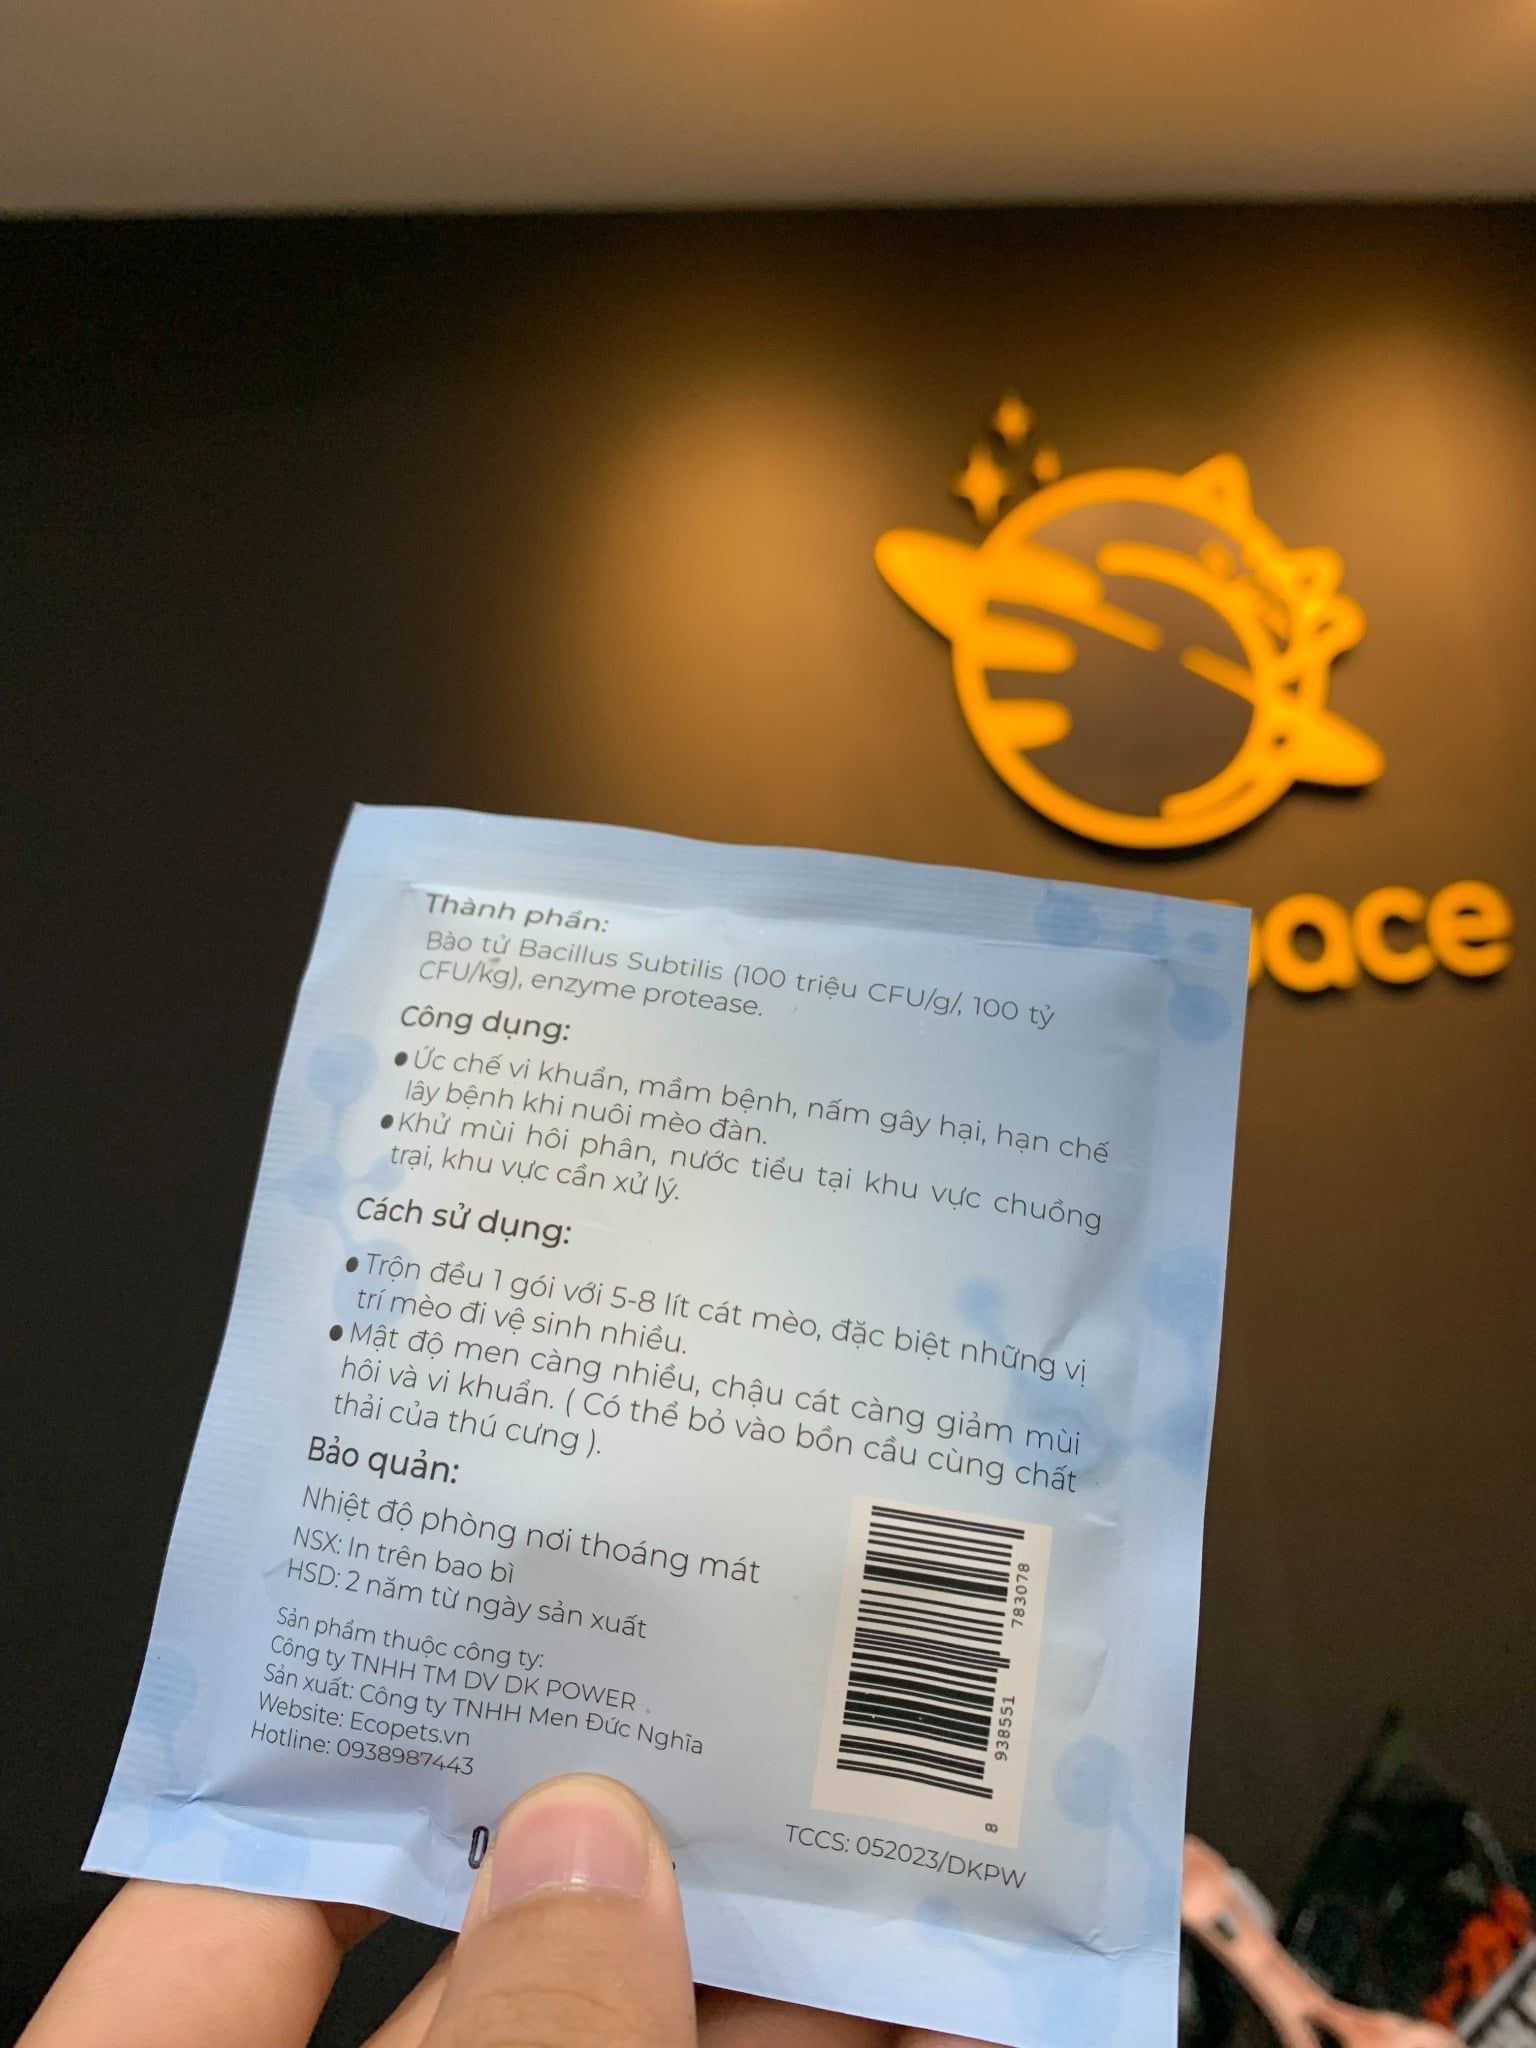 Thành phần:
Bào tử Bacillus Subtilis (100 triệu CFU/g/, 100 tỷ
CFU/kg), enzyme protease.
Công dụng:
● Ức chế vi khuẩn, mầm bệnh, nấm gây hại, hạn chế
lây bệnh khi nuôi mèo đàn.
● Khử mùi hôi phân, nước tiểu tại khu vực chuồng
trại, khu vực cần xử lý.
Cách sử dụng:
● Trộn đều 1 gói với 5-8 lít cát mèo, đặc biệt những vị
trí mèo đi vệ sinh nhiều.
● Mật độ men càng nhiều, chậu cát càng giảm mùi
hôi và vi khuẩn. ( Có thể bỏ vào bồn cầu cùng chất
thải của thú cưng ).
Bảo quản:
Nhiệt độ phòng nơi thoáng mát
NSX: In trên bao bì
HSD: 2 năm từ ngày sản xuất
Sản phẩm thuộc công ty:
Công ty TNHH TM DV DK POWER
Sản xuất: Công ty TNHH Men Đức Nghĩa
Website: Ecopets.vn
Hotline: 0938987443
8 938551 783078
TCCS: 052023/DKPW